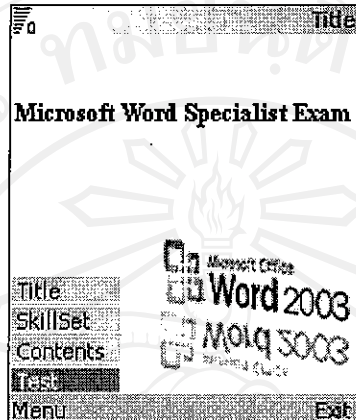 Title
Microsoft Word Specialist Exam
Microsoft Office
Word 2003
Title
SkillSet
Contents
Test
Menu Exit